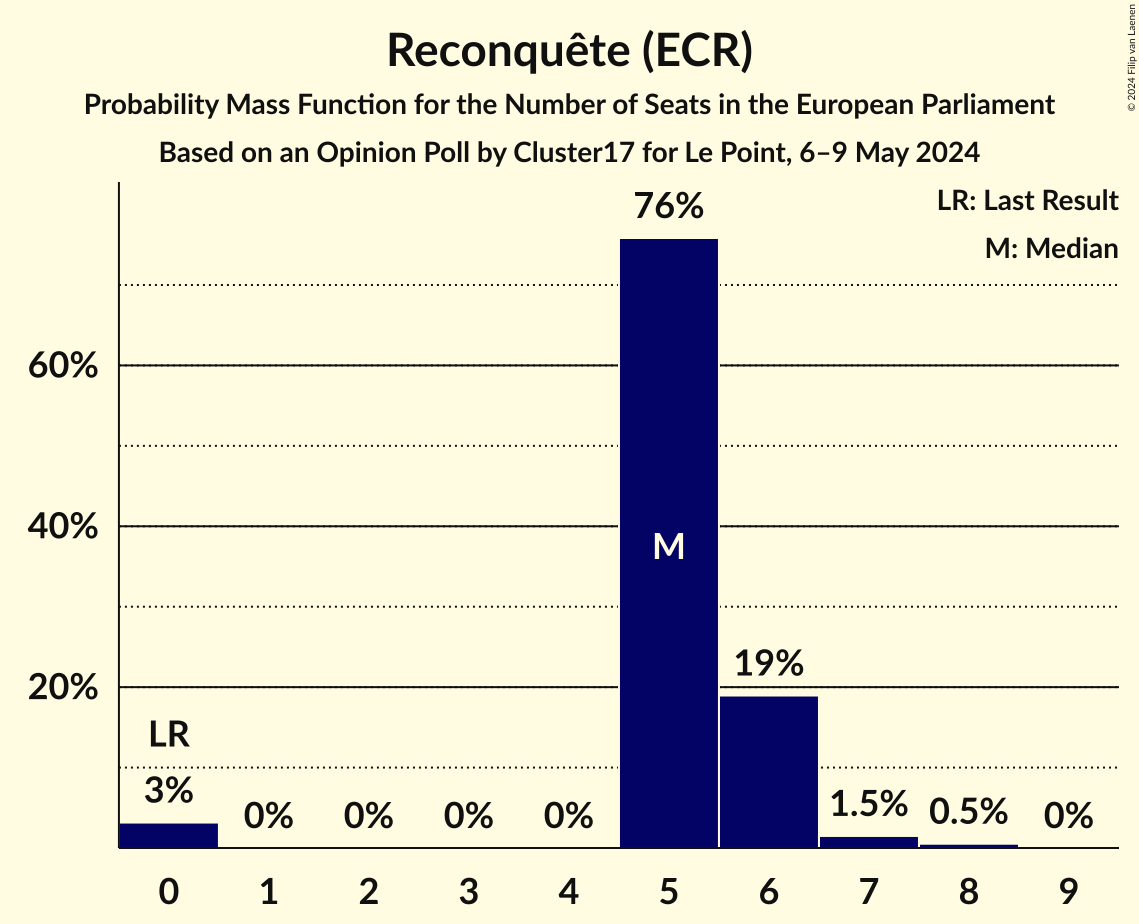 Reconquête (ECR)
Probability Mass Function for the Number of Seats in the European Parliament
Based on an Opinion Poll by Cluster17 for Le Point, 6–9 May 2024
© 2024 Filip van Laenen
LR: Last Result
M: Median
76%
60%
40%
M
19%
20%
LR
3%
0%
0%
0%
0%
1.5%
0.5%
0%
0 1 2 3 4 5 6 7 8 9